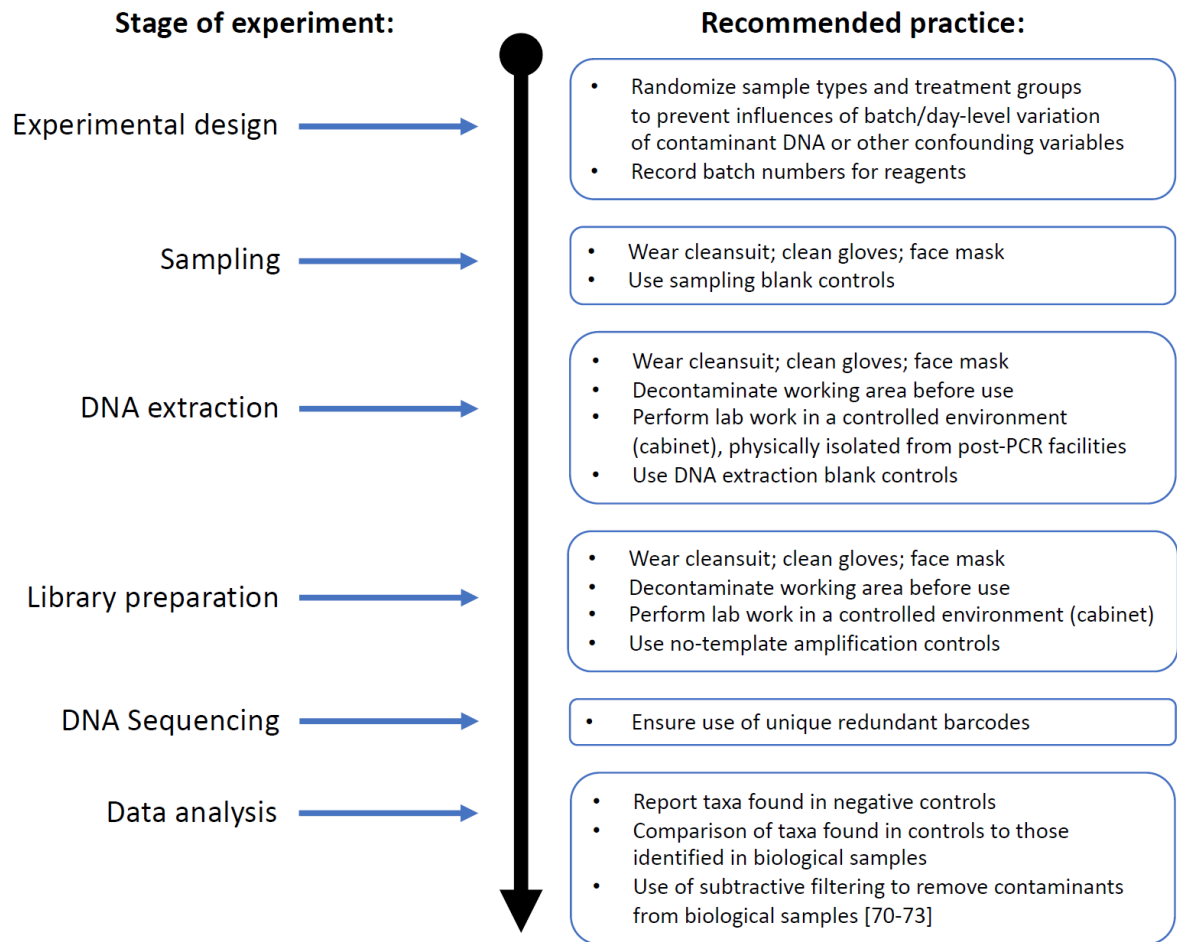 Stage of experiment:
Recommended practice:
Experimental design
• Randomize sample types and treatment groups
to prevent influences of batch/day-level variation
of contaminant DNA or other confounding variables
• Record batch numbers for reagents
Sampling
• Wear cleansuit; clean gloves; face mask
• Use sampling blank controls
DNA extraction
• Wear cleansuit; clean gloves; face mask
• Decontaminate working area before use
• Perform lab work in a controlled environment
(cabinet), physically isolated from post-PCR facilities
• Use DNA extraction blank controls
Library preparation
• Wear cleansuit; clean gloves; face mask
• Decontaminate working area before use
• Perform lab work in a controlled environment (cabinet)
• Use no-template amplification controls
DNA Sequencing
• Ensure use of unique redundant barcodes
Data analysis
• Report taxa found in negative controls
• Comparison of taxa found in controls to those
identified in biological samples
• Use of subtractive filtering to remove contaminants
from biological samples [70-73]